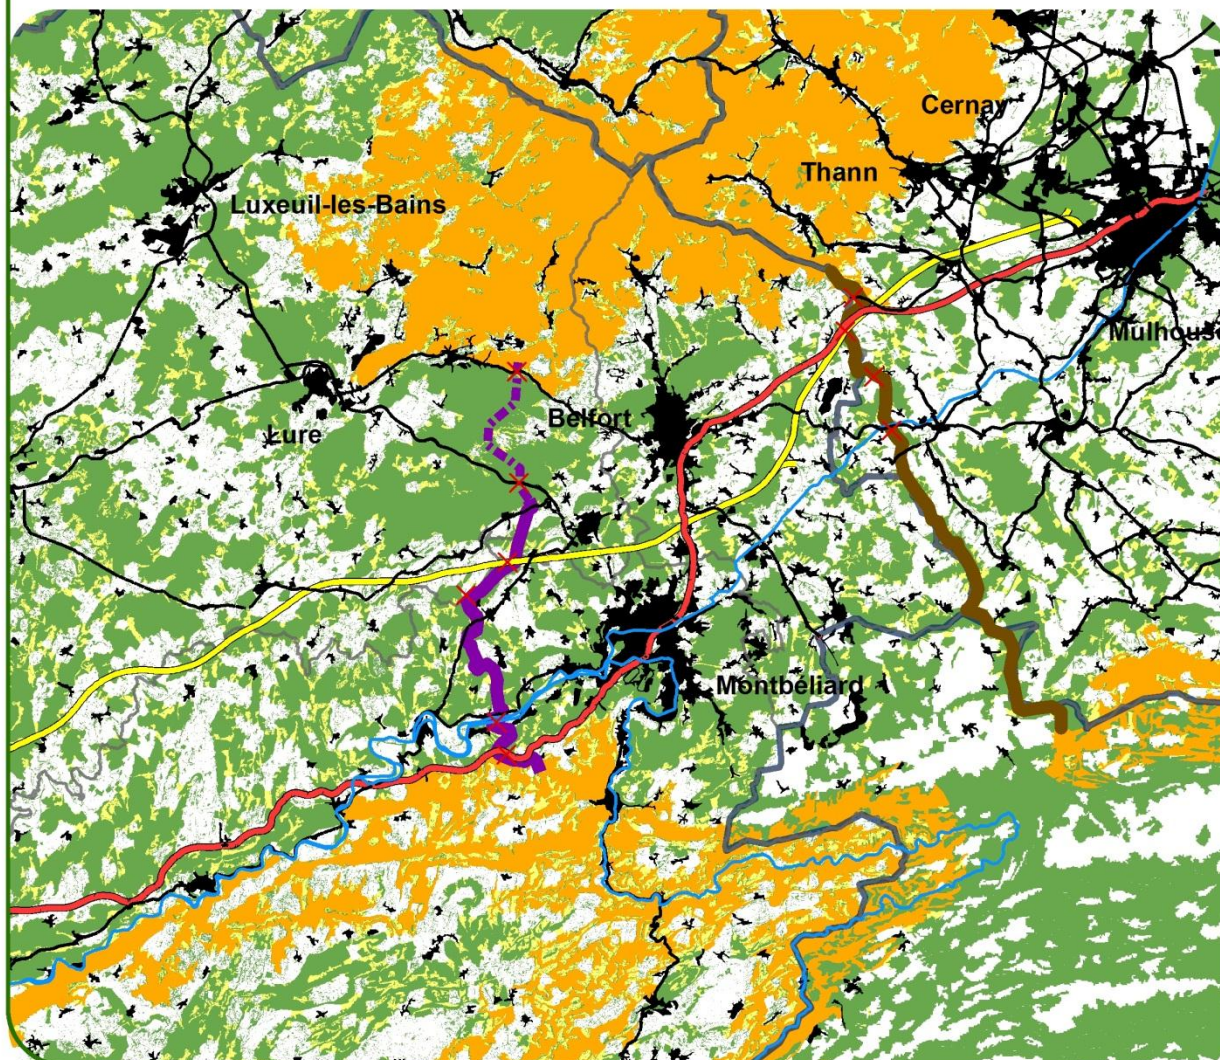 Cernay
Thann
Luxeuil-les-Bains
Mulhouse
Belfort
Lure
Montbéliard